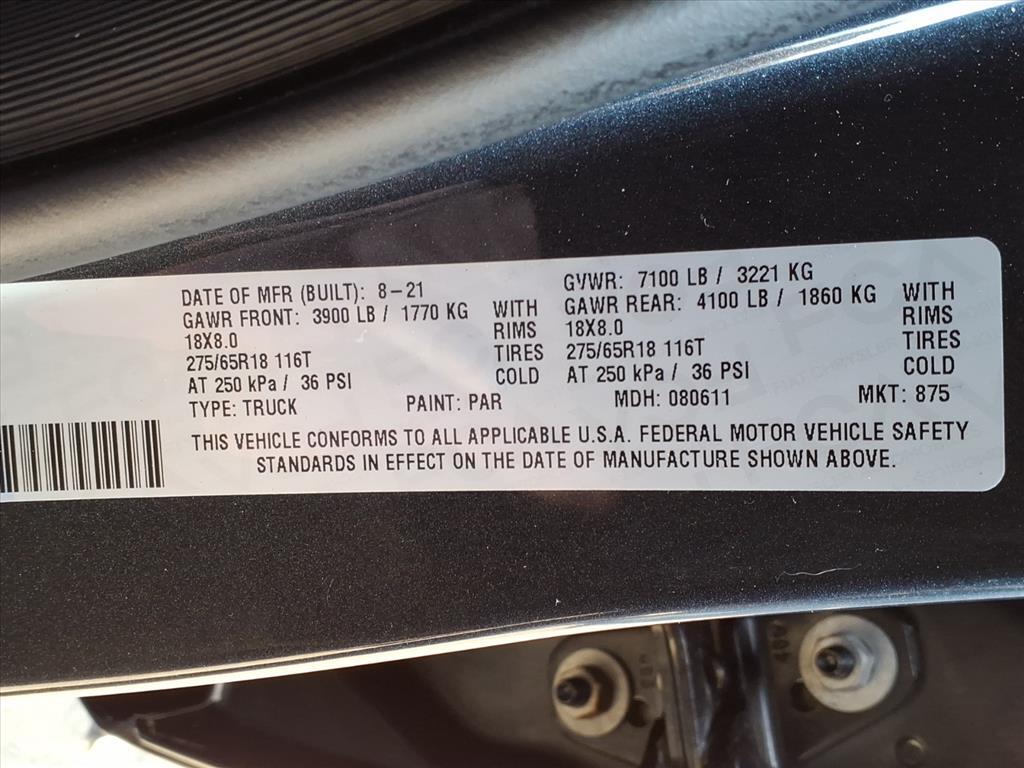 DATE OF MFR (BUILT): 8-21 GVWR: 7100 LB / 3221 KG
GAWR FRONT: 3900 LB / 1770 KG WITH GAWR REAR: 4100 LB / 1860 KG WITH
18X8.0 RIMS 18X8.0 RIMS
275/65R18 116T TIRES 275/65R18 116T TIRES
AT 250 kPa / 36 PSI COLD AT 250 kPa / 36 PSI COLD
TYPE: TRUCK PAINT: PAR MDH: 080611 MKT: 875
THIS VEHICLE CONFORMS TO ALL APPLICABLE U.S.A. FEDERAL MOTOR VEHICLE SAFETY
STANDARDS IN EFFECT ON THE DATE OF MANUFACTURE SHOWN ABOVE.